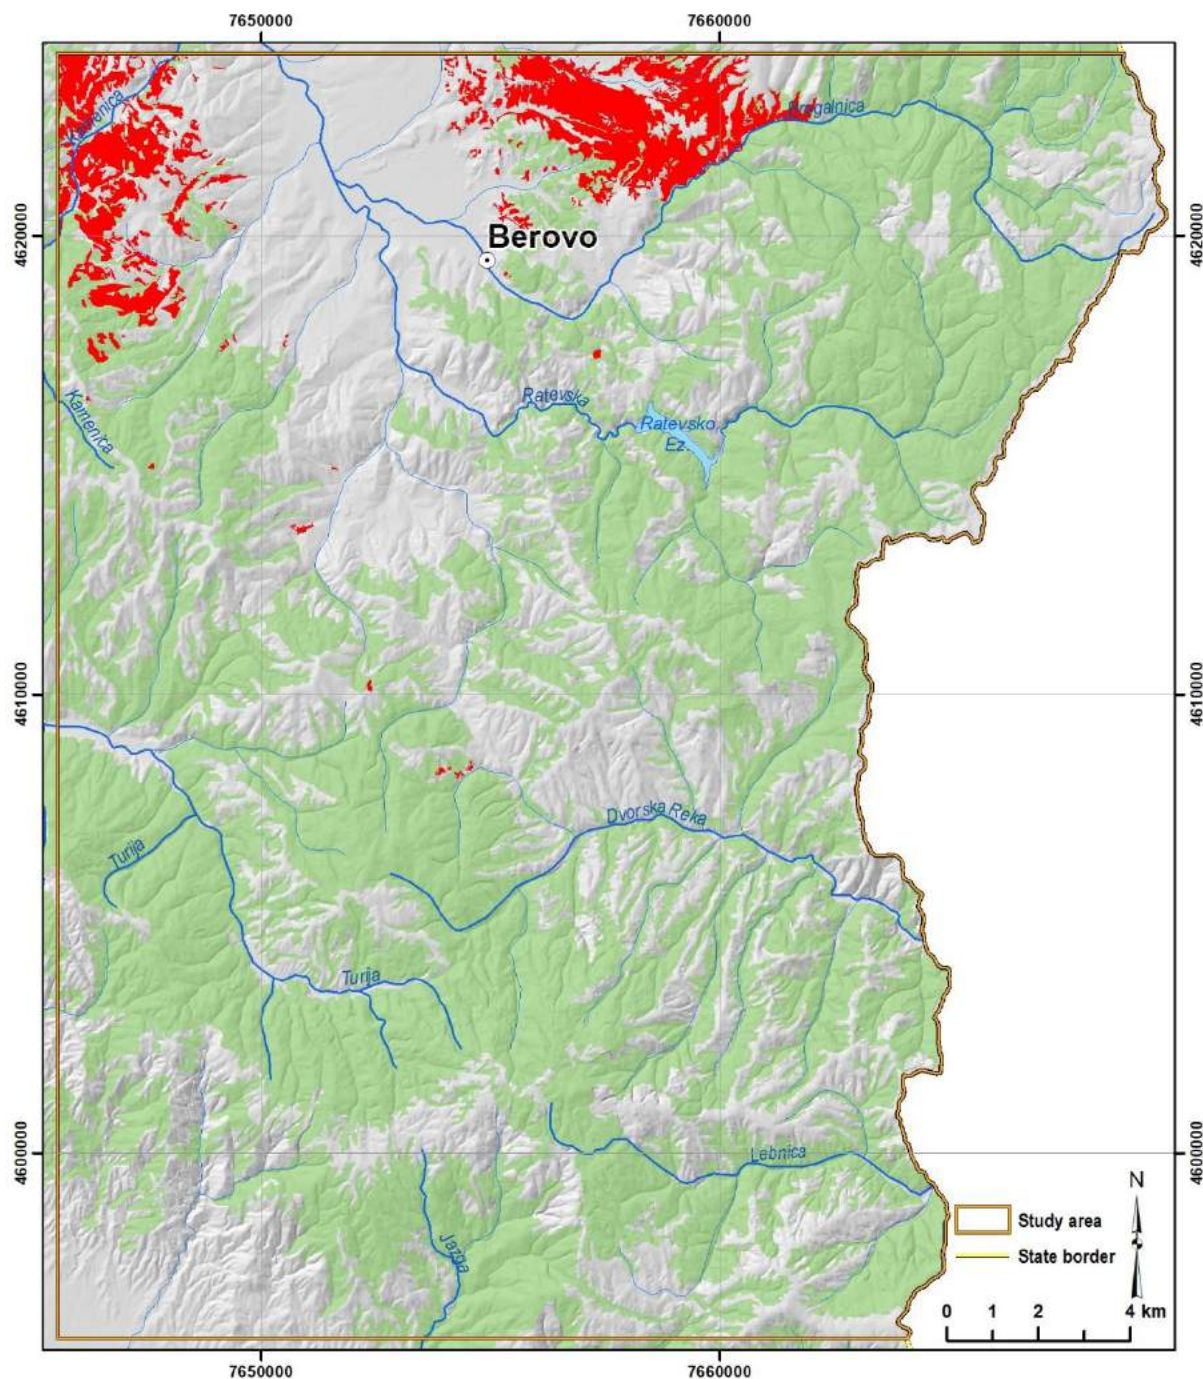 7650000
7660000
Kamenica
Bregalnica
4620000
4620000
Berovo
Kamenica
Ratevska
Ratevsko
Ez.
4610000
4610000
Dvorska Reka
Turija
Turija
4600000
4600000
Lebnica
N
Study area
Jazga
State border
0 1 2 4 km
7650000
7660000